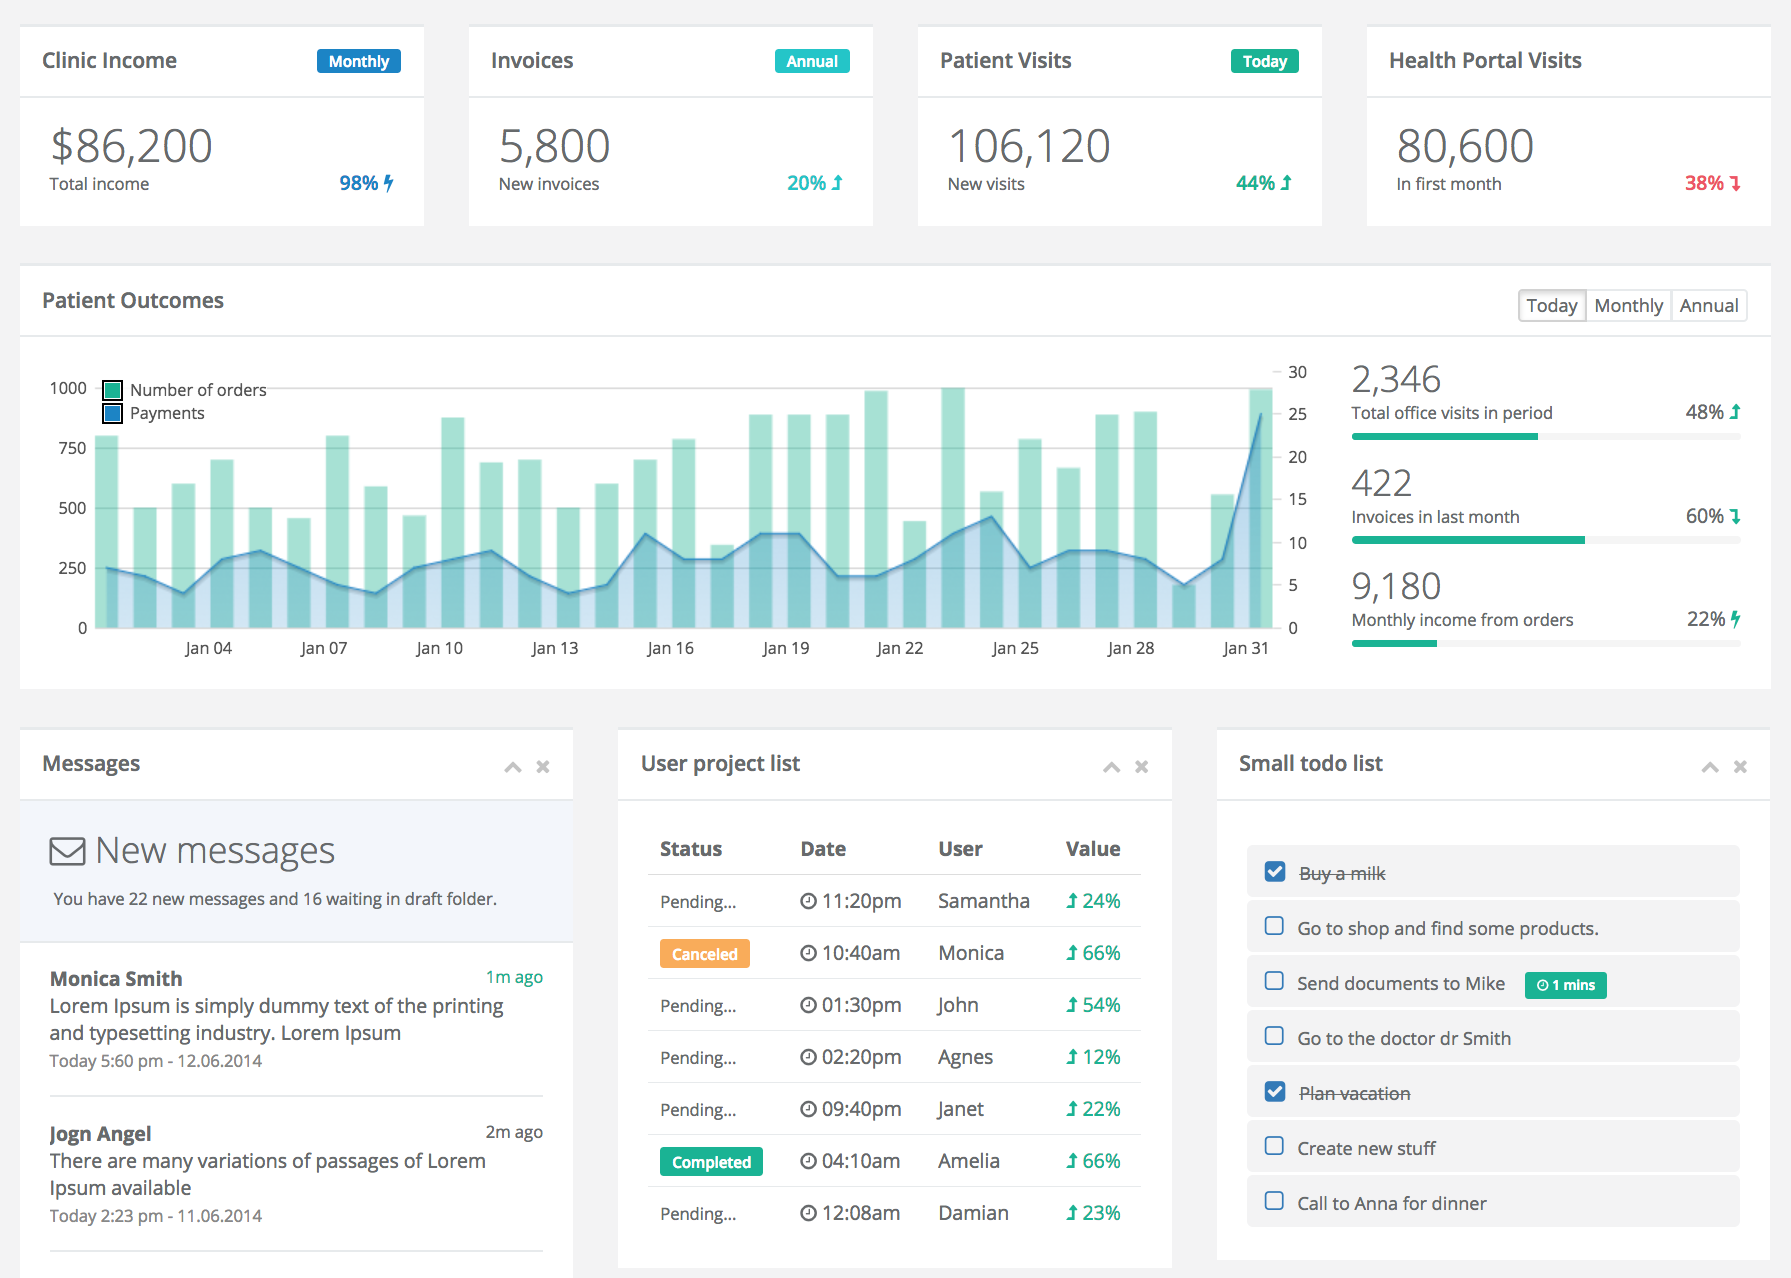 Clinic Income
Monthly
$86,200
Total income
98%
Invoices
Annual
5,800
New invoices
20%
Patient Visits
Today
106,120
New visits
44%
Health Portal Visits
80,600
In first month
38%
Patient Outcomes
Today Monthly Annual
Number of orders
Payments
1000
750
500
250
0
30
25
20
15
10
5
0
Jan 04 Jan 07 Jan 10 Jan 13 Jan 16 Jan 19 Jan 22 Jan 25 Jan 28 Jan 31
2,346
Total office visits in period 48%
422
Invoices in last month 60%
9,180
Monthly income from orders 22%
Messages
New messages
You have 22 new messages and 16 waiting in draft folder.
Monica Smith 1m ago
Lorem Ipsum is simply dummy text of the printing
and typesetting industry. Lorem Ipsum
Today 5:60 pm - 12.06.2014
Jogn Angel 2m ago
There are many variations of passages of Lorem
Ipsum available
Today 2:23 pm - 11.06.2014
User project list
Status Date User Value
Pending... 11:20pm Samantha 24%
Canceled 10:40am Monica 66%
Pending... 01:30pm John 54%
Pending... 02:20pm Agnes 12%
Pending... 09:40pm Janet 22%
Completed 04:10am Amelia 66%
Pending... 12:08am Damian 23%
Small todo list
Buy a milk
Go to shop and find some products.
Send documents to Mike 1 mins
Go to the doctor dr Smith
Plan vacation
Create new stuff
Call to Anna for dinner